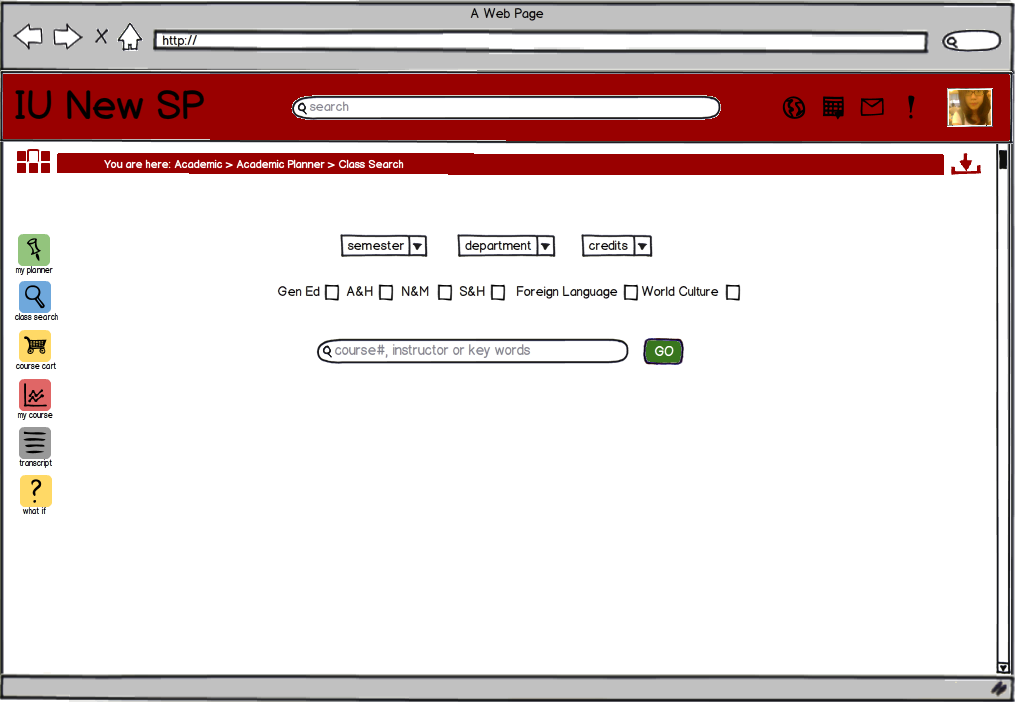 A Web Page
http://
IU New SP
search
You are here: Academic > Academic Planner > Class Search
semester
department
credits
Gen Ed A&H N&M S&H Foreign Language World Culture
course#, instructor or key words
GO
my planner
class search
course cart
my course
transcript
what if